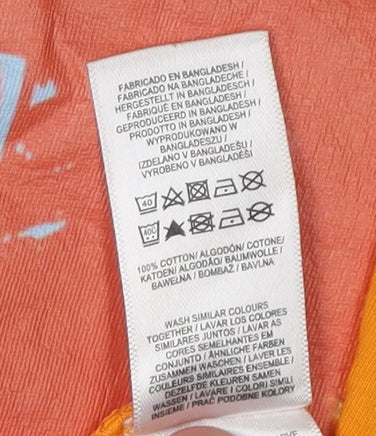 FABRICADO EN BANGLADESH /
FABRICADO NA BANGLADECHE /
HERGESTELLT IN BANGLADESCH /
FABRIQUÉ EN BANGLADESH /
GEPRODUCEERD IN BANGLADESH /
PRODOTTO IN BANGLADESH /
WYPRODUKOWANO W
BANGLADESZU /
IZDELANO V BANGLADEŠU /
VYROBENO V BANGLADÉŠI
40
40C
100% COTTON/ ALGODÓN/ COTONE/
KATOEN/ ALGODÃO/ BAUMWOLLE /
BAWEŁNA / BOMBAŽ / BAVLNA
WASH SIMILAR COLOURS
TOGETHER / LAVAR LOS COLORES
SIMILARES JUNTOS / LAVAR AS
CORES SEMELHANTES EM
CONJUNTO / ÄHNLICHE FARBEN
ZUSAMMEN WASCHEN / LAVER LES
COULEURS SIMILAIRES ENSEMBLE /
DEZELFDE KLEUREN SAMEN
WASSEN / LAVARE I COLORI SIMILI
INSIEME / PRAĆ PODOBNE KOLORY